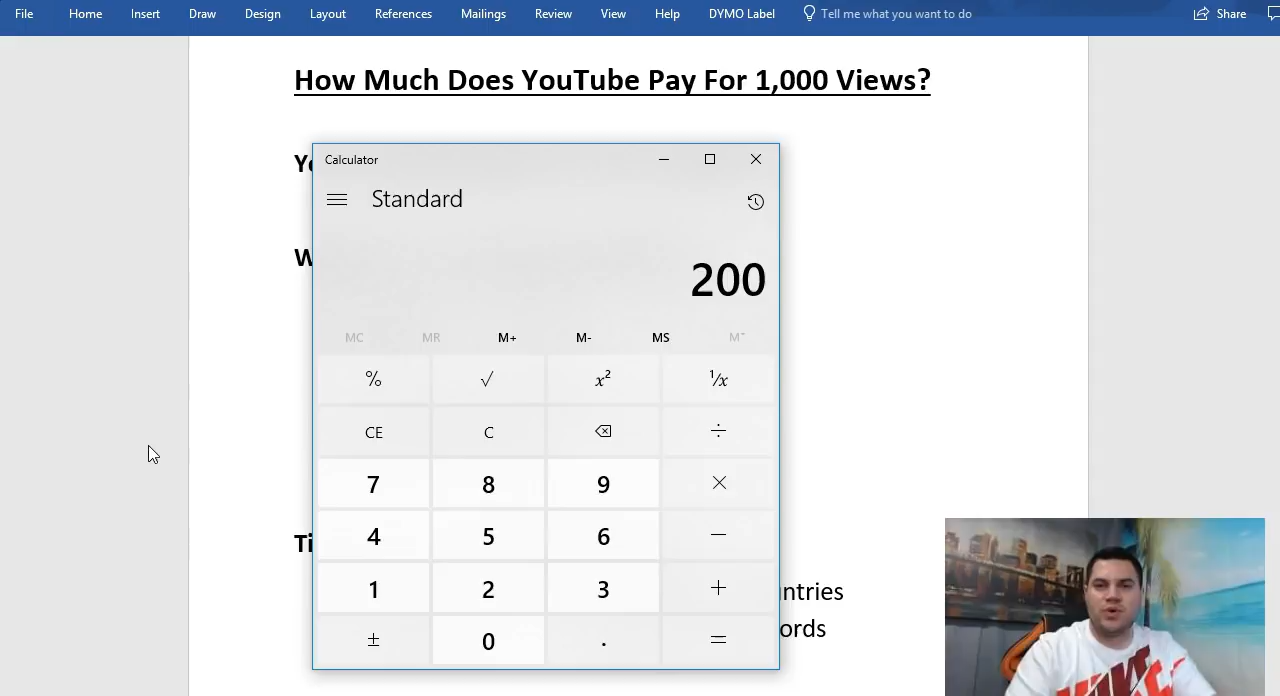 File Home Insert Draw Design Layout References Mailings Review View Help DYMO Label Tell me what you want to do Share
How Much Does YouTube Pay For 1,000 Views?
Calculator
Standard
200
MC MR M+ M- MS M˅
% √ x² ¹/x
CE C ÷
7 8 9 ×
4 5 6 −
1 2 3 +
± 0 . =
W
Ti
ntries
ords